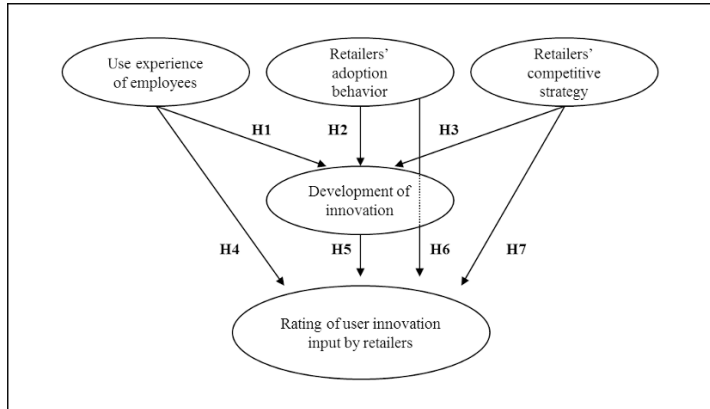 Use experience
of employees
Retailers'
adoption
behavior
Retailers'
competitive
strategy
H1
H2
H3
Development of
innovation
H4
H5
H6
H7
Rating of user innovation
input by retailers